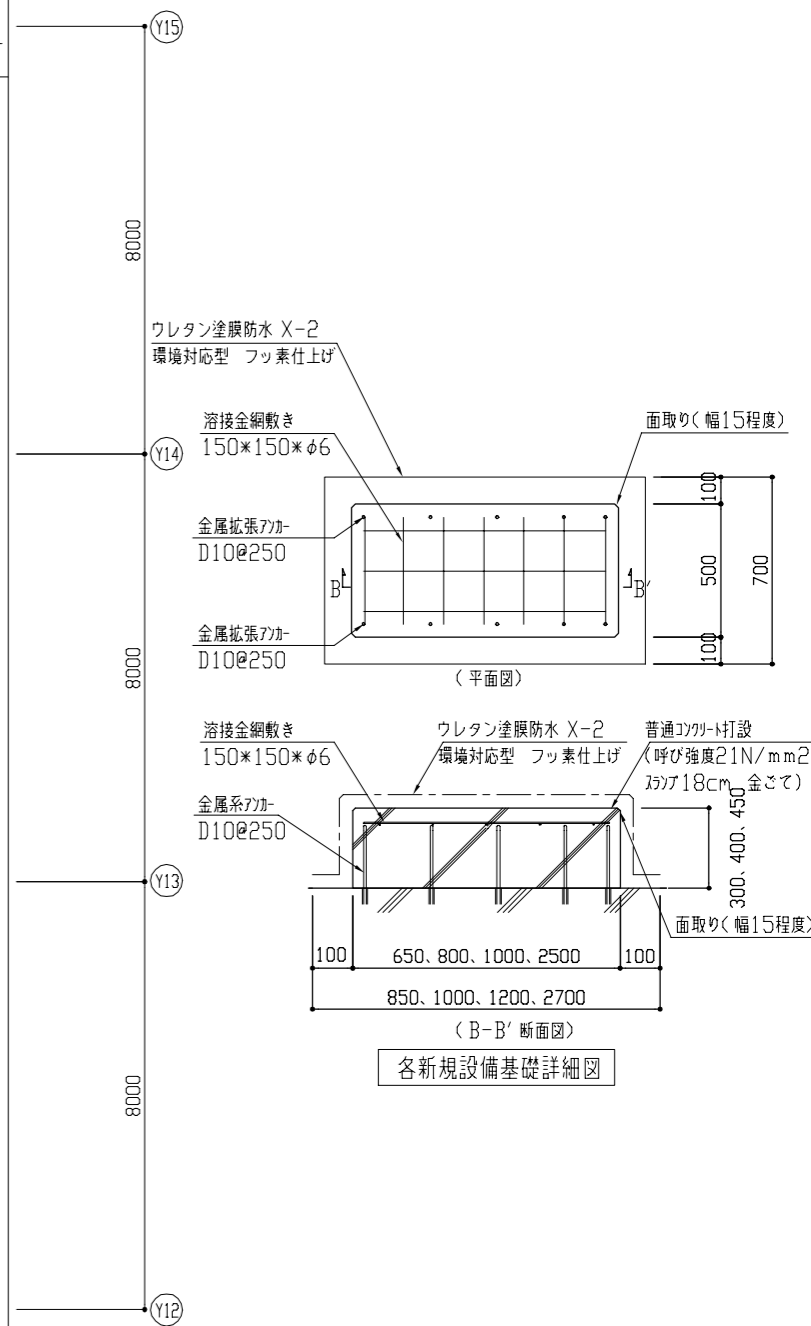 Y15
8000
ウレタン塗膜防水 X-2
環境対応型 フッ素仕上げ
溶接金網敷き
150*150*φ6
面取り(幅15程度)
Y14
金属拡張アンカー
D10@250
B
B'
100
500
700
100
金属拡張アンカー
D10@250
(平面図)
8000
溶接金網敷き
150*150*φ6
ウレタン塗膜防水 X-2
環境対応型 フッ素仕上げ
普通コンクリート打設
(呼び強度21N/mm2
スランプ18cm 金ごて)
金属系アンカー
D10@250
300、400、450
Y13
面取り(幅15程度)
100
650、800、1000、2500
100
850、1000、1200、2700
(B-B' 断面図)
各新規設備基礎詳細図
8000
Y12